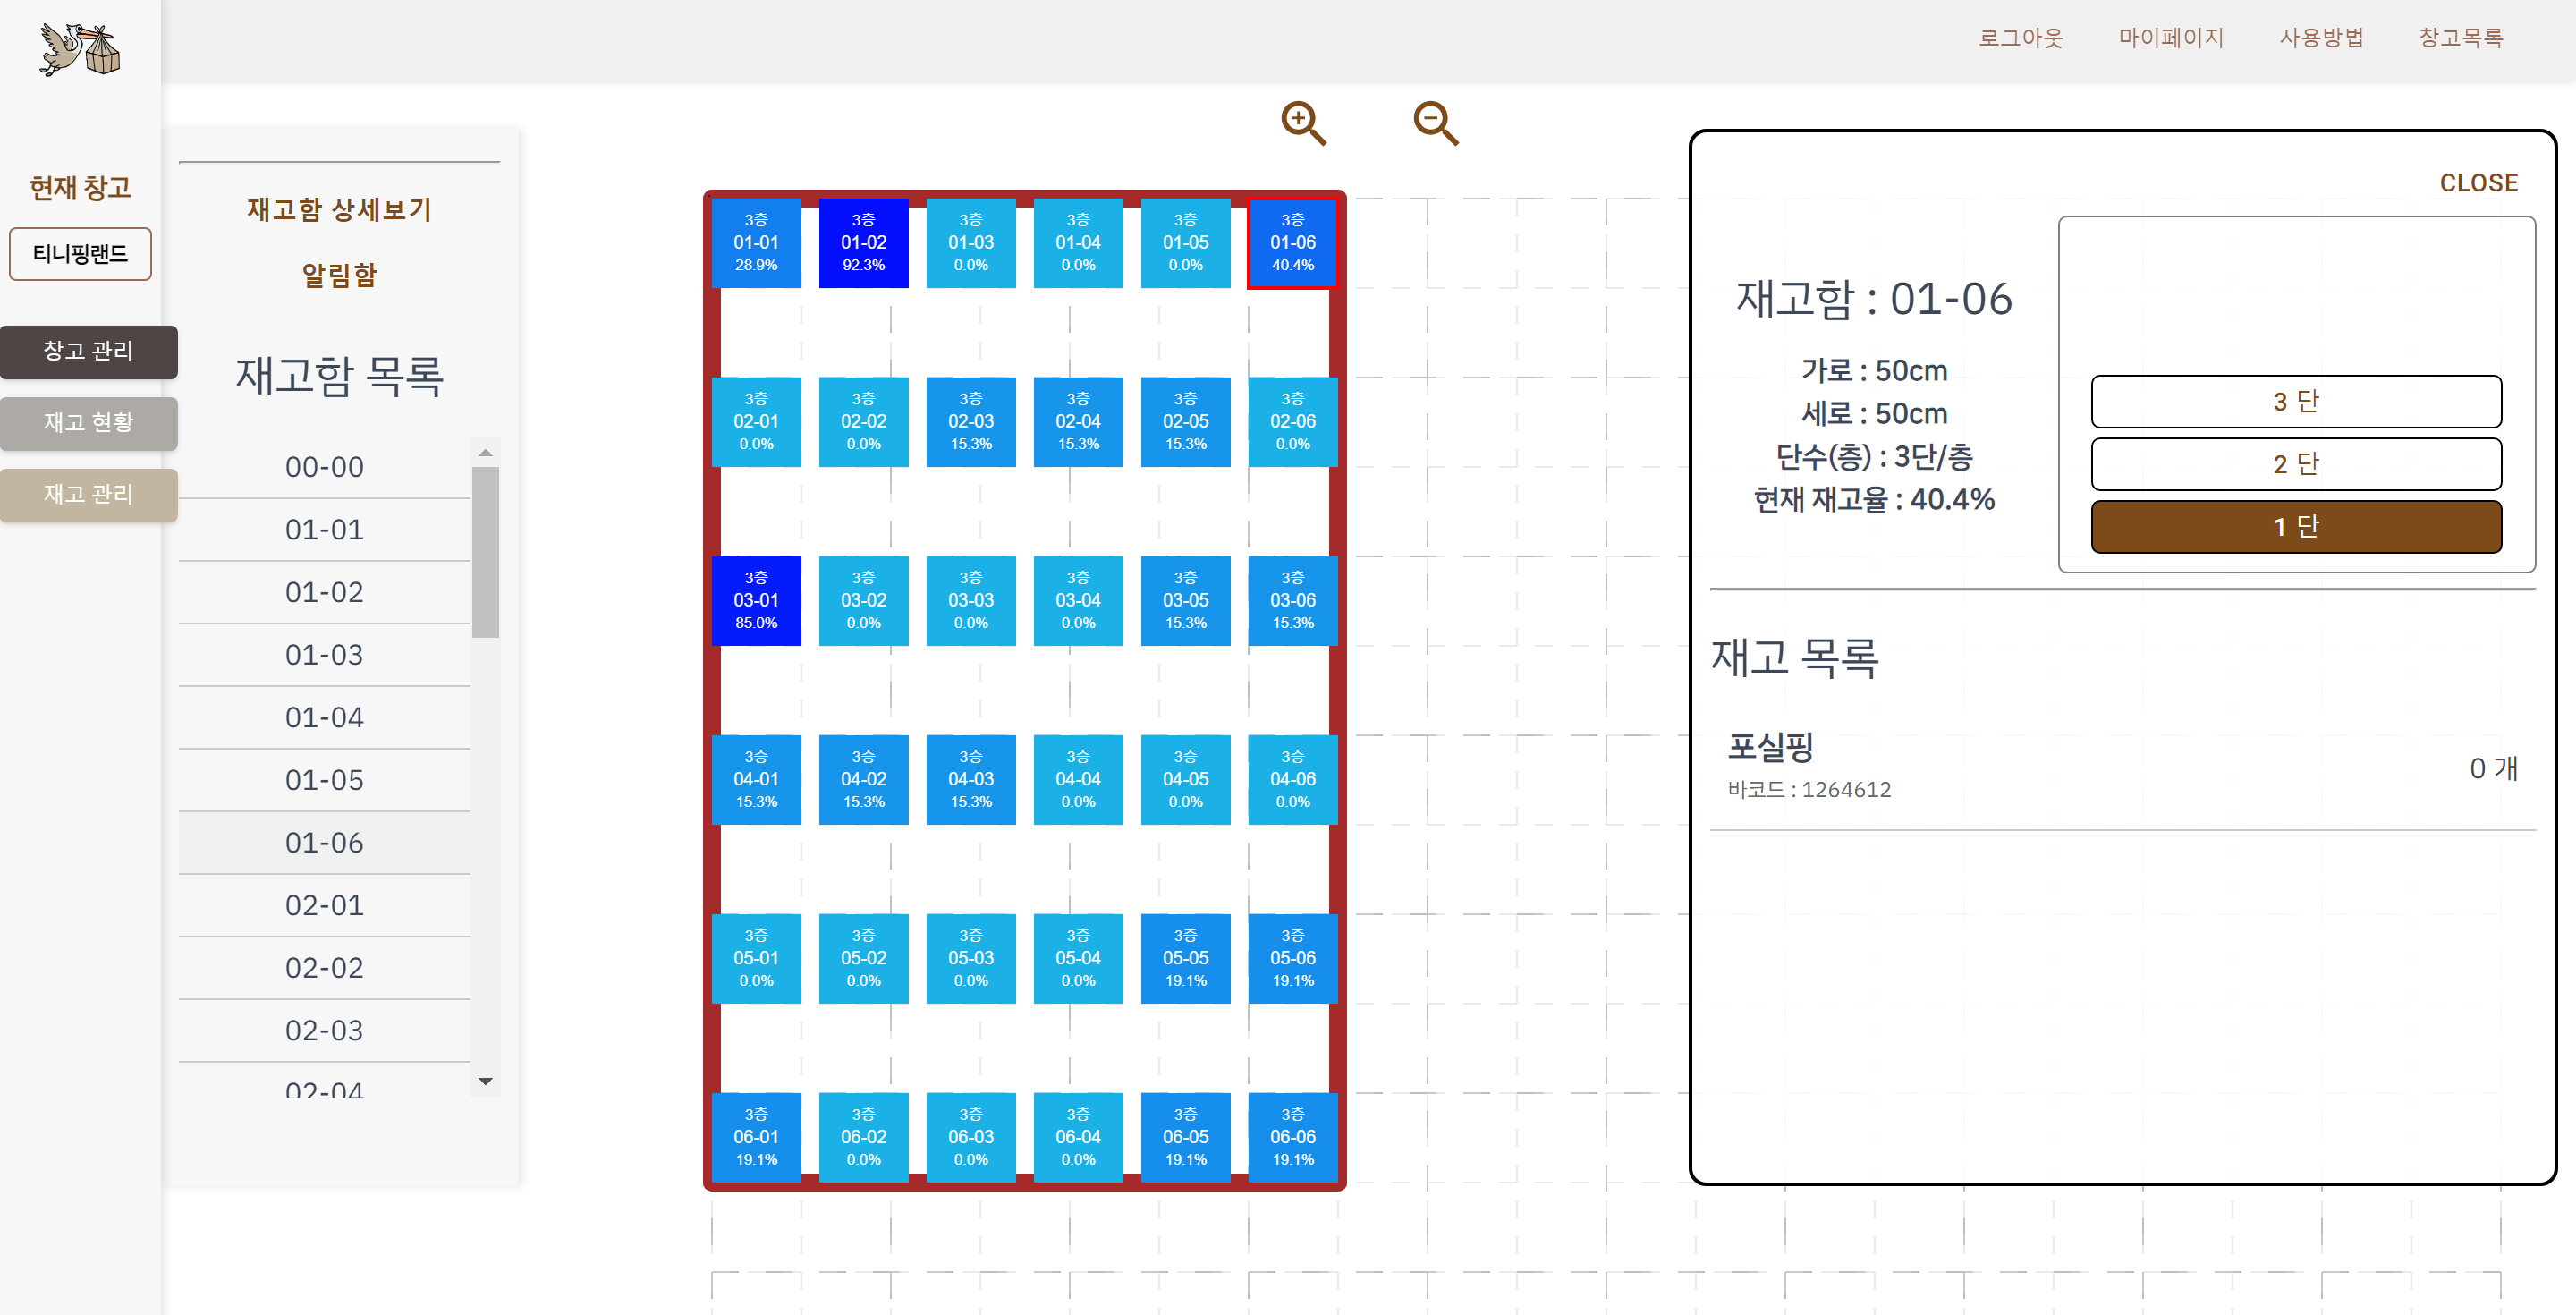 로그아웃 마이페이지 사용방법 창고목록
현재 창고
티니핑랜드
창고 관리
재고 현황
재고 관리
재고함 상세보기
알림함
재고함 목록
00-00
01-01
01-02
01-03
01-04
01-05
01-06
02-01
02-02
02-03
02-04
3층 3층 3층 3층 3층 3층
01-01 01-02 01-03 01-04 01-05 01-06
28.9% 92.3% 0.0% 0.0% 0.0% 40.4%
3층 3층 3층 3층 3층 3층
02-01 02-02 02-03 02-04 02-05 02-06
0.0% 0.0% 15.3% 15.3% 15.3% 0.0%
3층 3층 3층 3층 3층 3층
03-01 03-02 03-03 03-04 03-05 03-06
85.0% 0.0% 0.0% 0.0% 15.3% 15.3%
3층 3층 3층 3층 3층 3층
04-01 04-02 04-03 04-04 04-05 04-06
15.3% 15.3% 15.3% 0.0% 0.0% 0.0%
3층 3층 3층 3층 3층 3층
05-01 05-02 05-03 05-04 05-05 05-06
0.0% 0.0% 0.0% 0.0% 19.1% 19.1%
3층 3층 3층 3층 3층 3층
06-01 06-02 06-03 06-04 06-05 06-06
19.1% 0.0% 0.0% 0.0% 19.1% 19.1%
CLOSE
재고함 : 01-06
가로 : 50cm
세로 : 50cm
단수(층) : 3단/층
현재 재고율 : 40.4%
3 단
2 단
1 단
재고 목록
포실핑
바코드 : 1264612
0 개